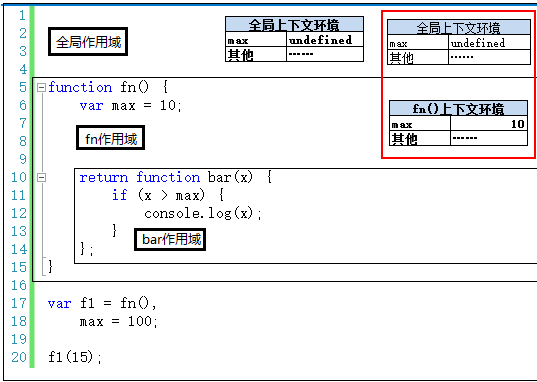 1
2
全局作用域
3
4
全局上下文环境
max undefined
其他 ······
全局上下文环境
max undefined
其他 ······
fn()上下文环境
max 10
其他 ······
5 function fn() {
6 var max = 10;
7
8 fn作用域
9
10 return function bar(x) {
11 if (x > max) {
12 console.log(x);
13 }
bar作用域
14 };
15 }
16
17 var f1 = fn(),
18 max = 100;
19
20 f1(15);